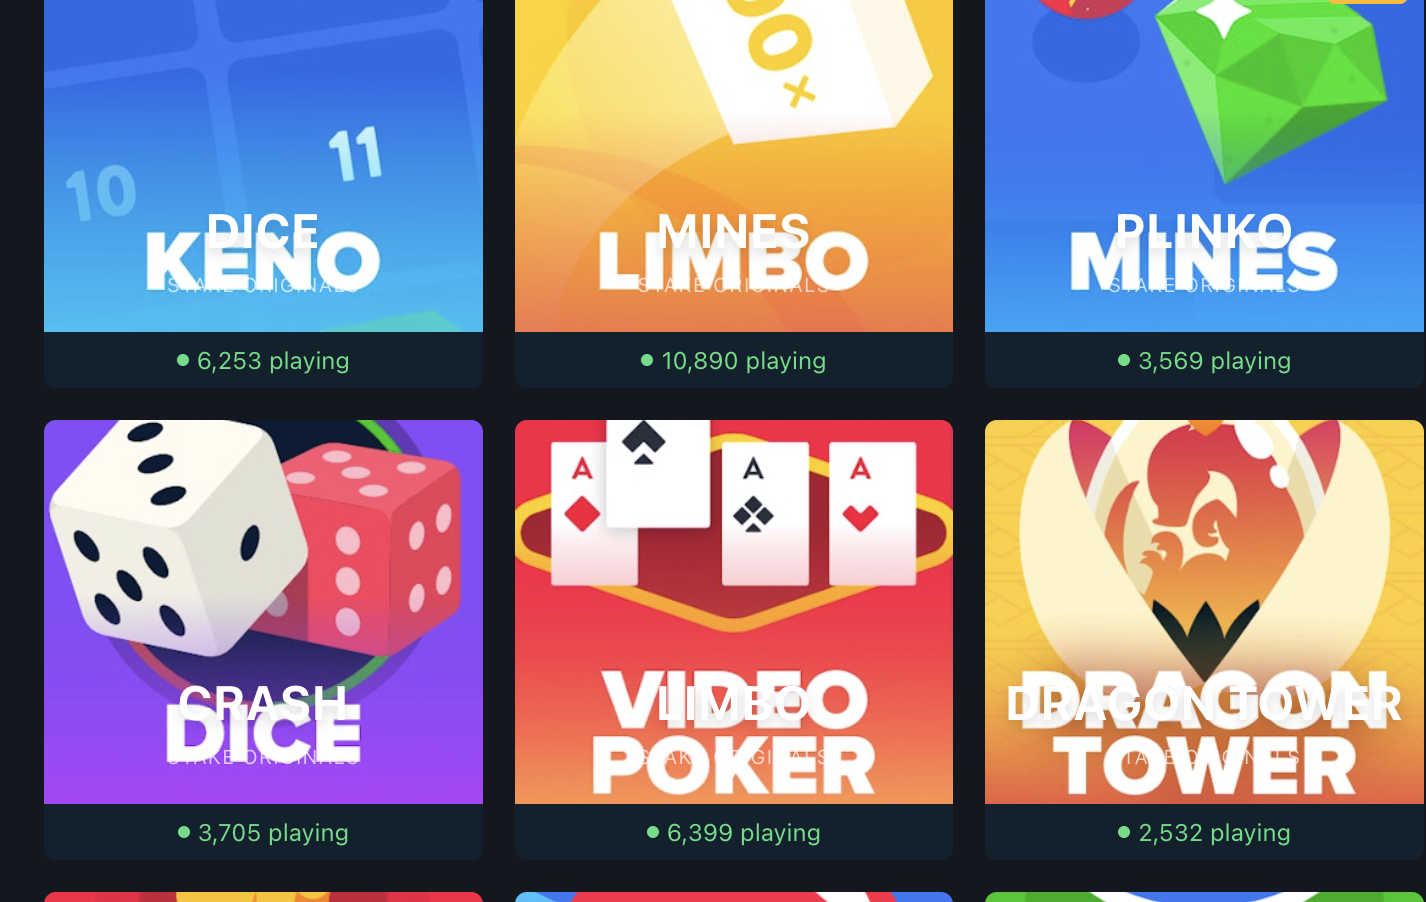 00×
10
11
DICE
KENO
STAKE ORIGINALS
6,253 playing
MINES
LIMBO
STAKE ORIGINALS
10,890 playing
PLINKO
MINES
STAKE ORIGINALS
3,569 playing
CRASH
DICE
STAKE ORIGINALS
3,705 playing
A
A
A
LIMBO
VIDEO
POKER
STAKE ORIGINALS
6,399 playing
DRAGON TOWER
DRAGON
TOWER
STAKE ORIGINALS
2,532 playing